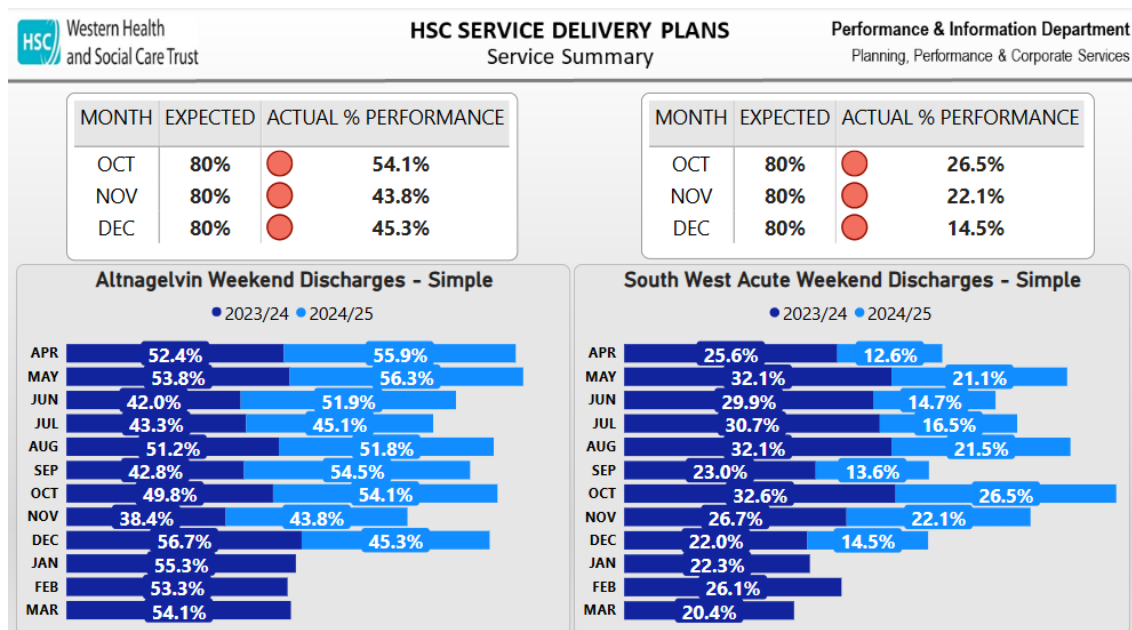 HSC
Western Health
and Social Care Trust
HSC SERVICE DELIVERY PLANS
Service Summary
Performance & Information Department
Planning, Performance & Corporate Services
MONTH EXPECTED ACTUAL % PERFORMANCE
OCT 80% 54.1%
NOV 80% 43.8%
DEC 80% 45.3%
MONTH EXPECTED ACTUAL % PERFORMANCE
OCT 80% 26.5%
NOV 80% 22.1%
DEC 80% 14.5%
Altnagelvin Weekend Discharges - Simple
2023/24 2024/25
APR 52.4% 55.9%
MAY 53.8% 56.3%
JUN 42.0% 51.9%
JUL 43.3% 45.1%
AUG 51.2% 51.8%
SEP 42.8% 54.5%
OCT 49.8% 54.1%
NOV 38.4% 43.8%
DEC 56.7% 45.3%
JAN 55.3%
FEB 53.3%
MAR 54.1%
South West Acute Weekend Discharges - Simple
2023/24 2024/25
APR 25.6% 12.6%
MAY 32.1% 21.1%
JUN 29.9% 14.7%
JUL 30.7% 16.5%
AUG 32.1% 21.5%
SEP 23.0% 13.6%
OCT 32.6% 26.5%
NOV 26.7% 22.1%
DEC 22.0% 14.5%
JAN 22.3%
FEB 26.1%
MAR 20.4%